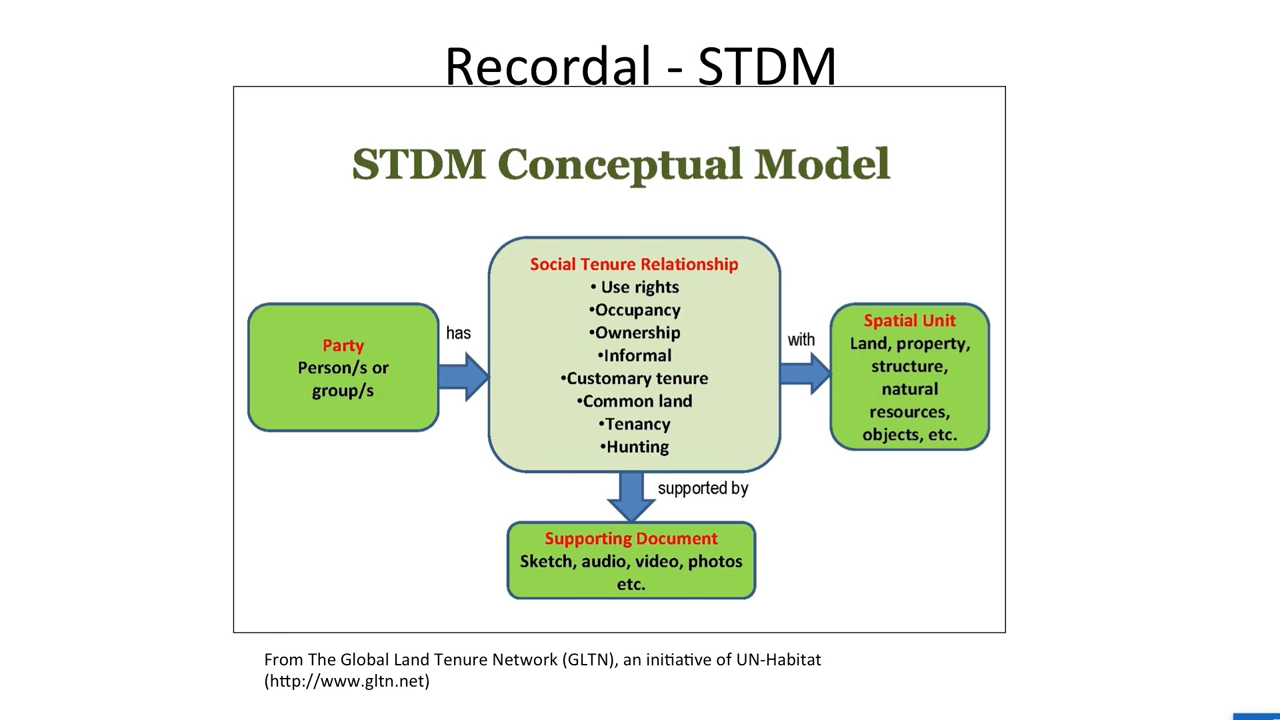 Recordal - STDM
STDM Conceptual Model
Party
Person/s or
group/s
has
Social Tenure Relationship
• Use rights
•Occupancy
•Ownership
•Informal
•Customary tenure
•Common land
•Tenancy
•Hunting
with
Spatial Unit
Land, property,
structure,
natural
resources,
objects, etc.
supported by
Supporting Document
Sketch, audio, video, photos
etc.
From The Global Land Tenure Network (GLTN), an initiative of UN-Habitat
(http://www.gltn.net)